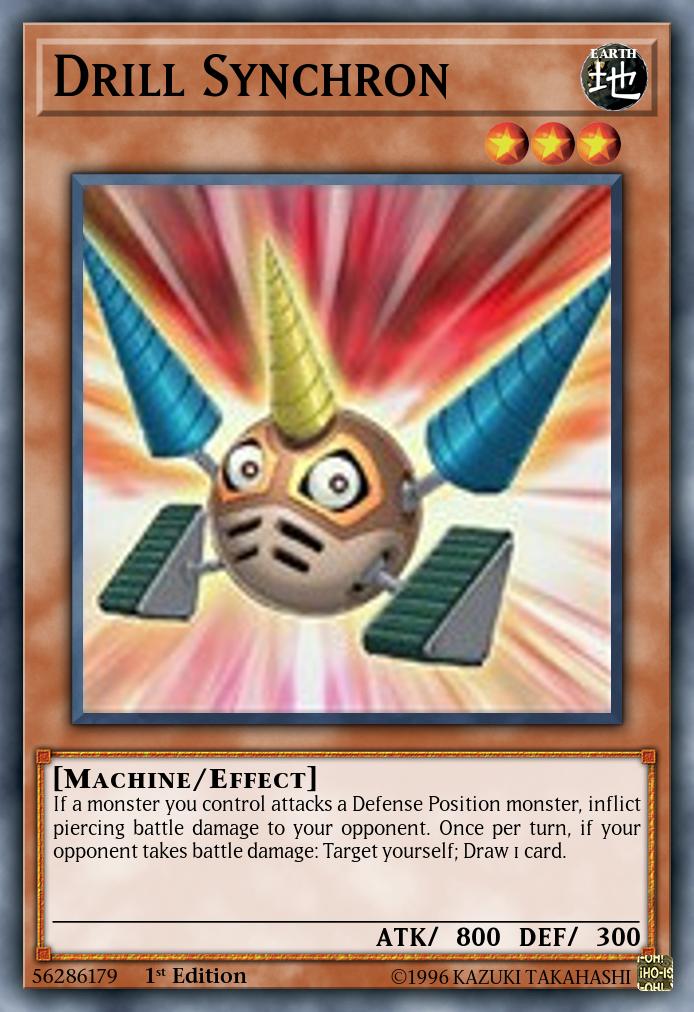 DRILL SYNCHRON
EARTH
地
[MACHINE/EFFECT]
If a monster you control attacks a Defense Position monster, inflict
piercing battle damage to your opponent. Once per turn, if your
opponent takes battle damage: Target yourself; Draw 1 card.
ATK/ 800 DEF/ 300
56286179 1st Edition ©1996 KAZUKI TAKAHASHI